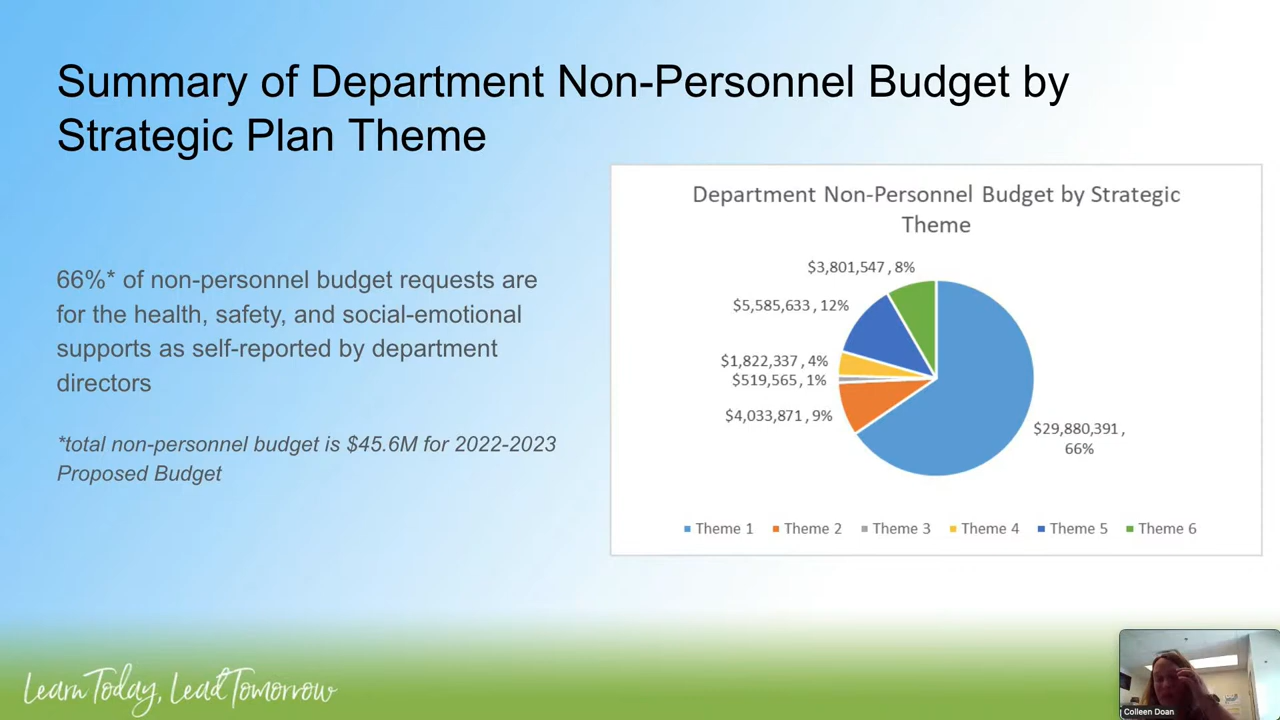 Summary of Department Non-Personnel Budget by
Strategic Plan Theme
66%* of non-personnel budget requests are
for the health, safety, and social-emotional
supports as self-reported by department
directors
*total non-personnel budget is $45.6M for 2022-2023
Proposed Budget
Department Non-Personnel Budget by Strategic
Theme
$3,801,547 , 8%
$5,585,633 , 12%
$1,822,337 , 4%
$519,565 , 1%
$4,033,871 , 9%
$29,880,391 ,
66%
Theme 1 Theme 2 Theme 3 Theme 4 Theme 5 Theme 6
Learn Today, Lead Tomorrow
Colleen Doan